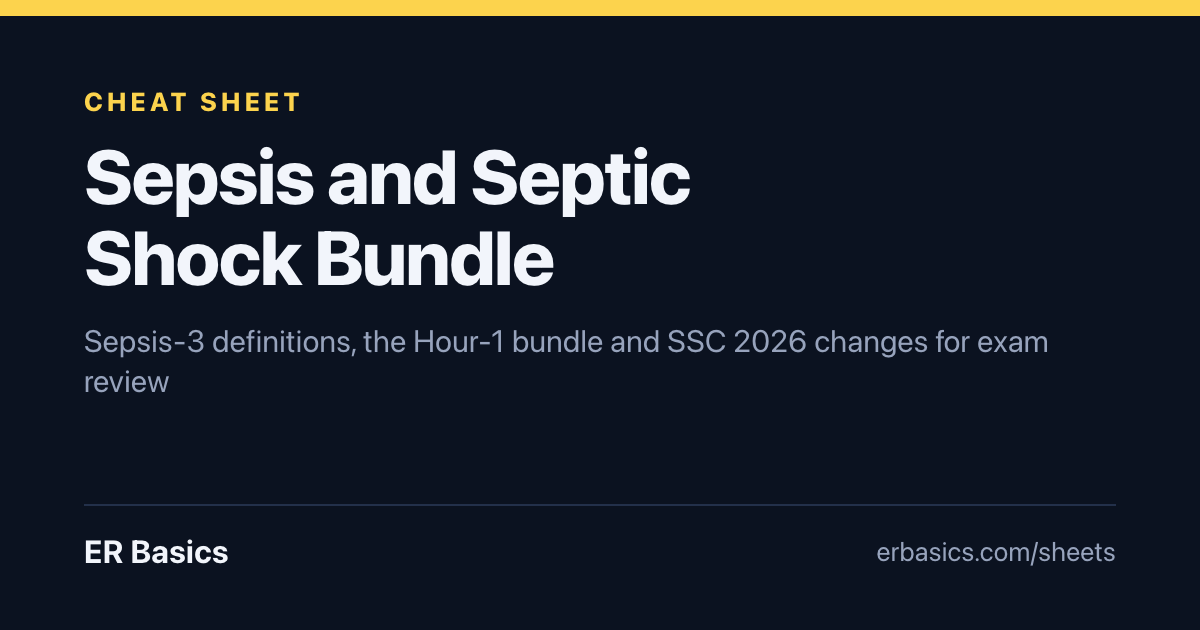 CHEAT SHEET
Sepsis and Septic
Shock Bundle
Sepsis-3 definitions, the Hour-1 bundle and SSC 2026 changes for exam
review
ER Basics
erbasics.com/sheets